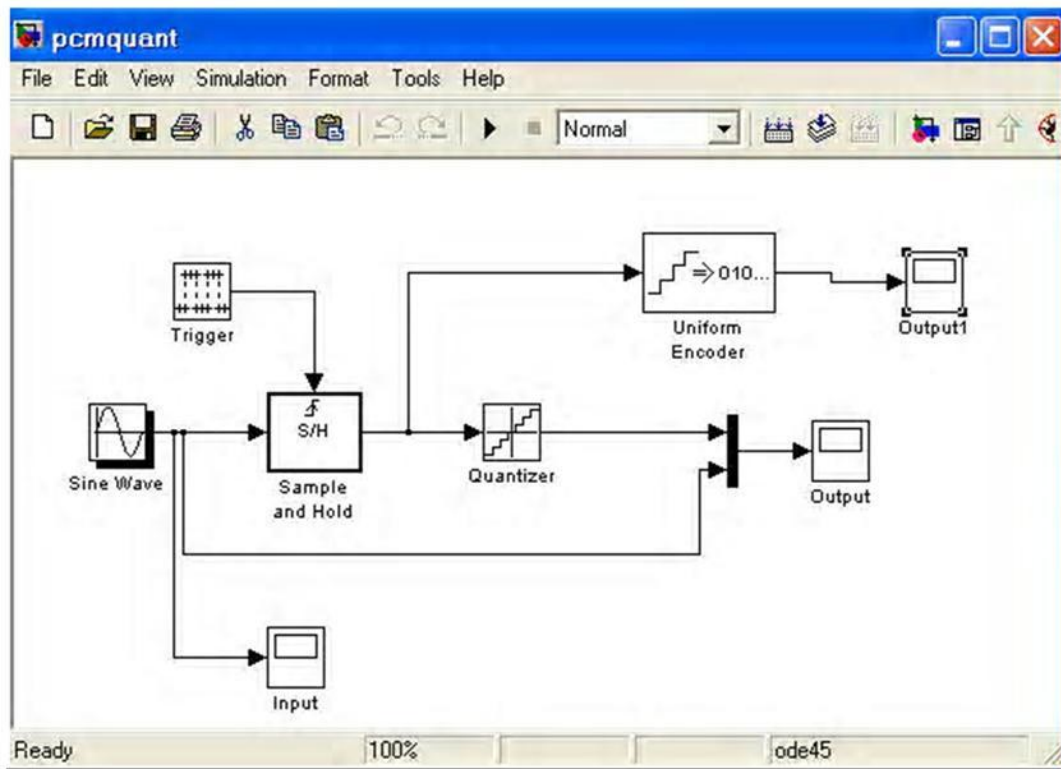 pcmquant
File Edit View Simulation Format Tools Help
Normal
=>010...
Trigger
Uniform
Encoder
Output1
S/H
Sine Wave
Sample
and Hold
Quantizer
Output
Input
Ready 100% ode45